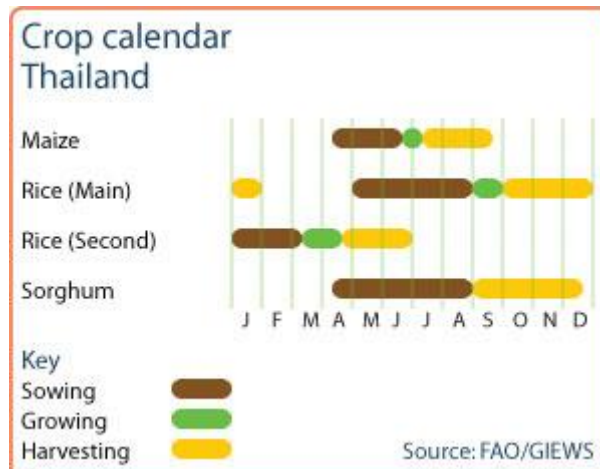 Crop calendar
Thailand
Maize
Rice (Main)
Rice (Second)
Sorghum
J F M A M J J A S O N D
Key
Sowing
Growing
Harvesting
Source: FAO/GIEWS